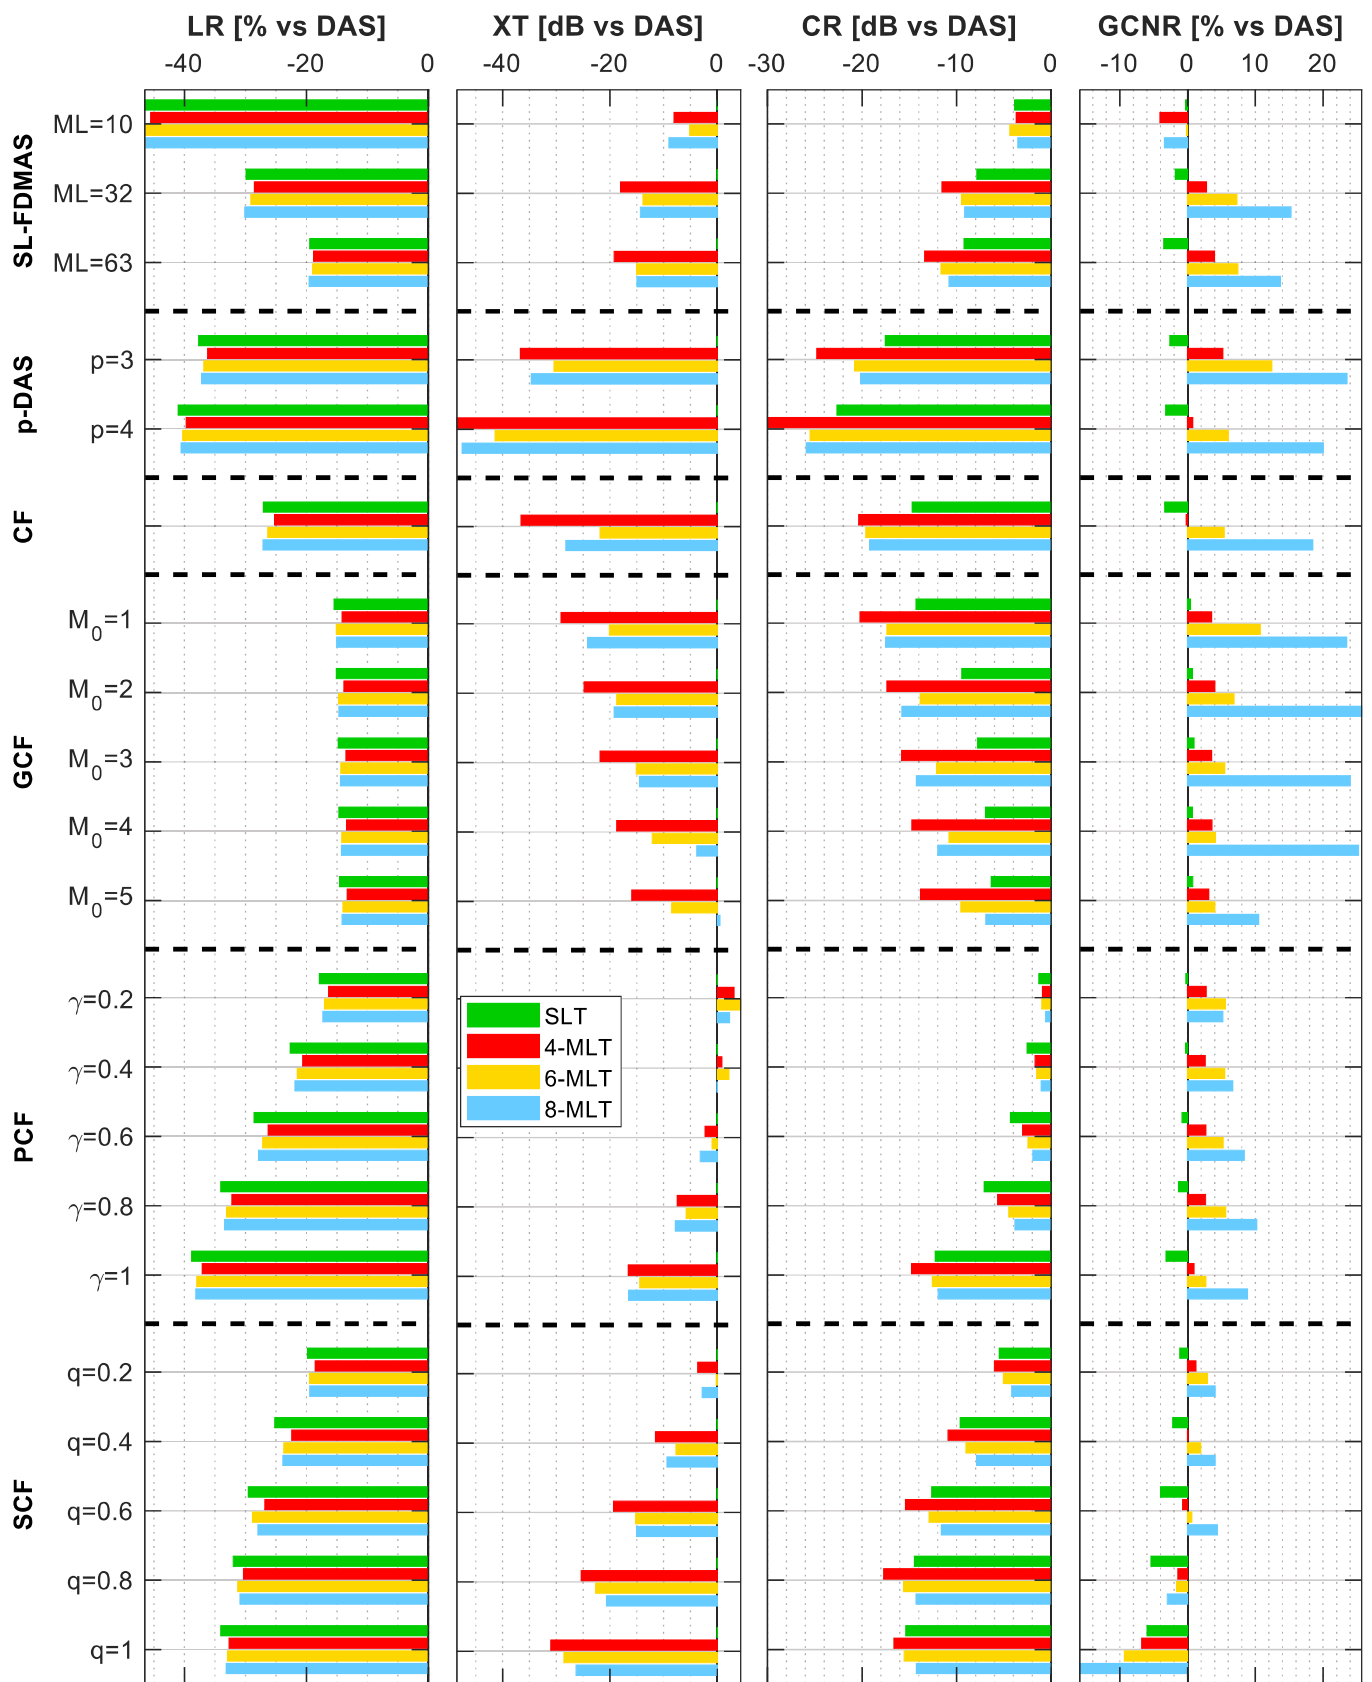 LR [% vs DAS] XT [dB vs DAS] CR [dB vs DAS] GCNR [% vs DAS]
-40 -20 0 -40 -20 0 -30 -20 -10 0 -10 0 10 20
SL-FDMAS
ML=10
ML=32
ML=63
p-DAS
p=3
p=4
CF
GCF
M0=1
M0=2
M0=3
M0=4
M0=5
PCF
γ=0.2
γ=0.4
γ=0.6
γ=0.8
γ=1
SLT
4-MLT
6-MLT
8-MLT
SCF
q=0.2
q=0.4
q=0.6
q=0.8
q=1